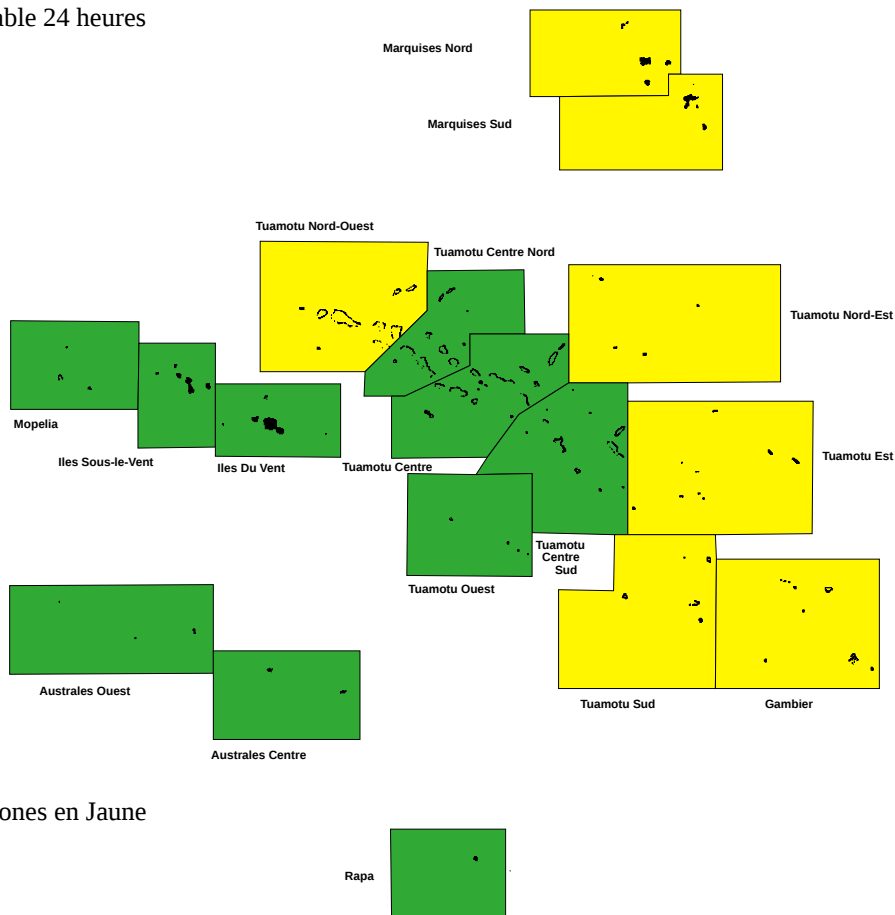 able 24 heures
Marquises Nord
Marquises Sud
Tuamotu Nord-Ouest
Tuamotu Centre Nord
Tuamotu Nord-Est
Mopelia
Iles Sous-le-Vent
Iles Du Vent
Tuamotu Centre
Tuamotu Est
Tuamotu
Centre
Sud
Tuamotu Ouest
Australes Ouest
Tuamotu Sud
Gambier
Australes Centre
ones en Jaune
Rapa